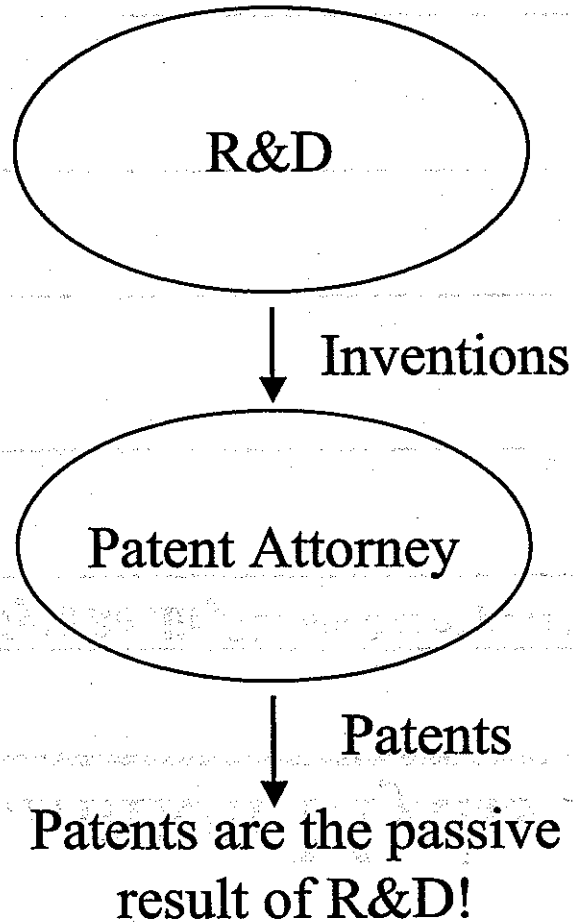 R&D
Inventions
Patent Attorney
Patents
Patents are the passive
result of R&D!